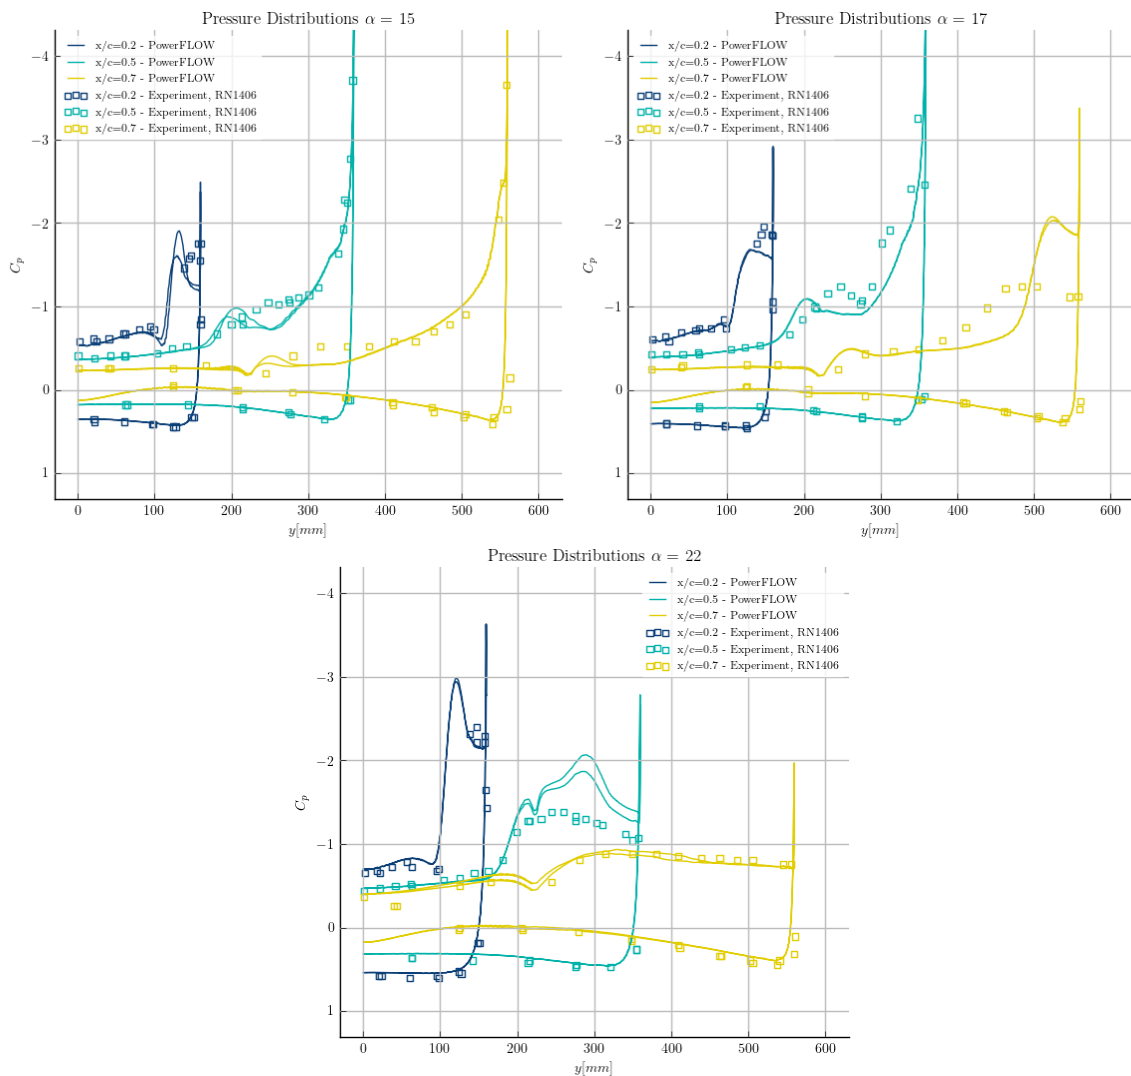 Pressure Distributions α = 15
x/c=0.2 - PowerFLOW
x/c=0.5 - PowerFLOW
x/c=0.7 - PowerFLOW
x/c=0.2 - Experiment, RN1406
x/c=0.5 - Experiment, RN1406
x/c=0.7 - Experiment, RN1406
−4
−3
−2
−1
0
1
Cp
0 100 200 300 400 500 600
y[mm]
Pressure Distributions α = 17
x/c=0.2 - PowerFLOW
x/c=0.5 - PowerFLOW
x/c=0.7 - PowerFLOW
x/c=0.2 - Experiment, RN1406
x/c=0.5 - Experiment, RN1406
x/c=0.7 - Experiment, RN1406
−4
−3
−2
−1
0
1
Cp
0 100 200 300 400 500 600
y[mm]
Pressure Distributions α = 22
x/c=0.2 - PowerFLOW
x/c=0.5 - PowerFLOW
x/c=0.7 - PowerFLOW
x/c=0.2 - Experiment, RN1406
x/c=0.5 - Experiment, RN1406
x/c=0.7 - Experiment, RN1406
−4
−3
−2
−1
0
1
Cp
0 100 200 300 400 500 600
y[mm]